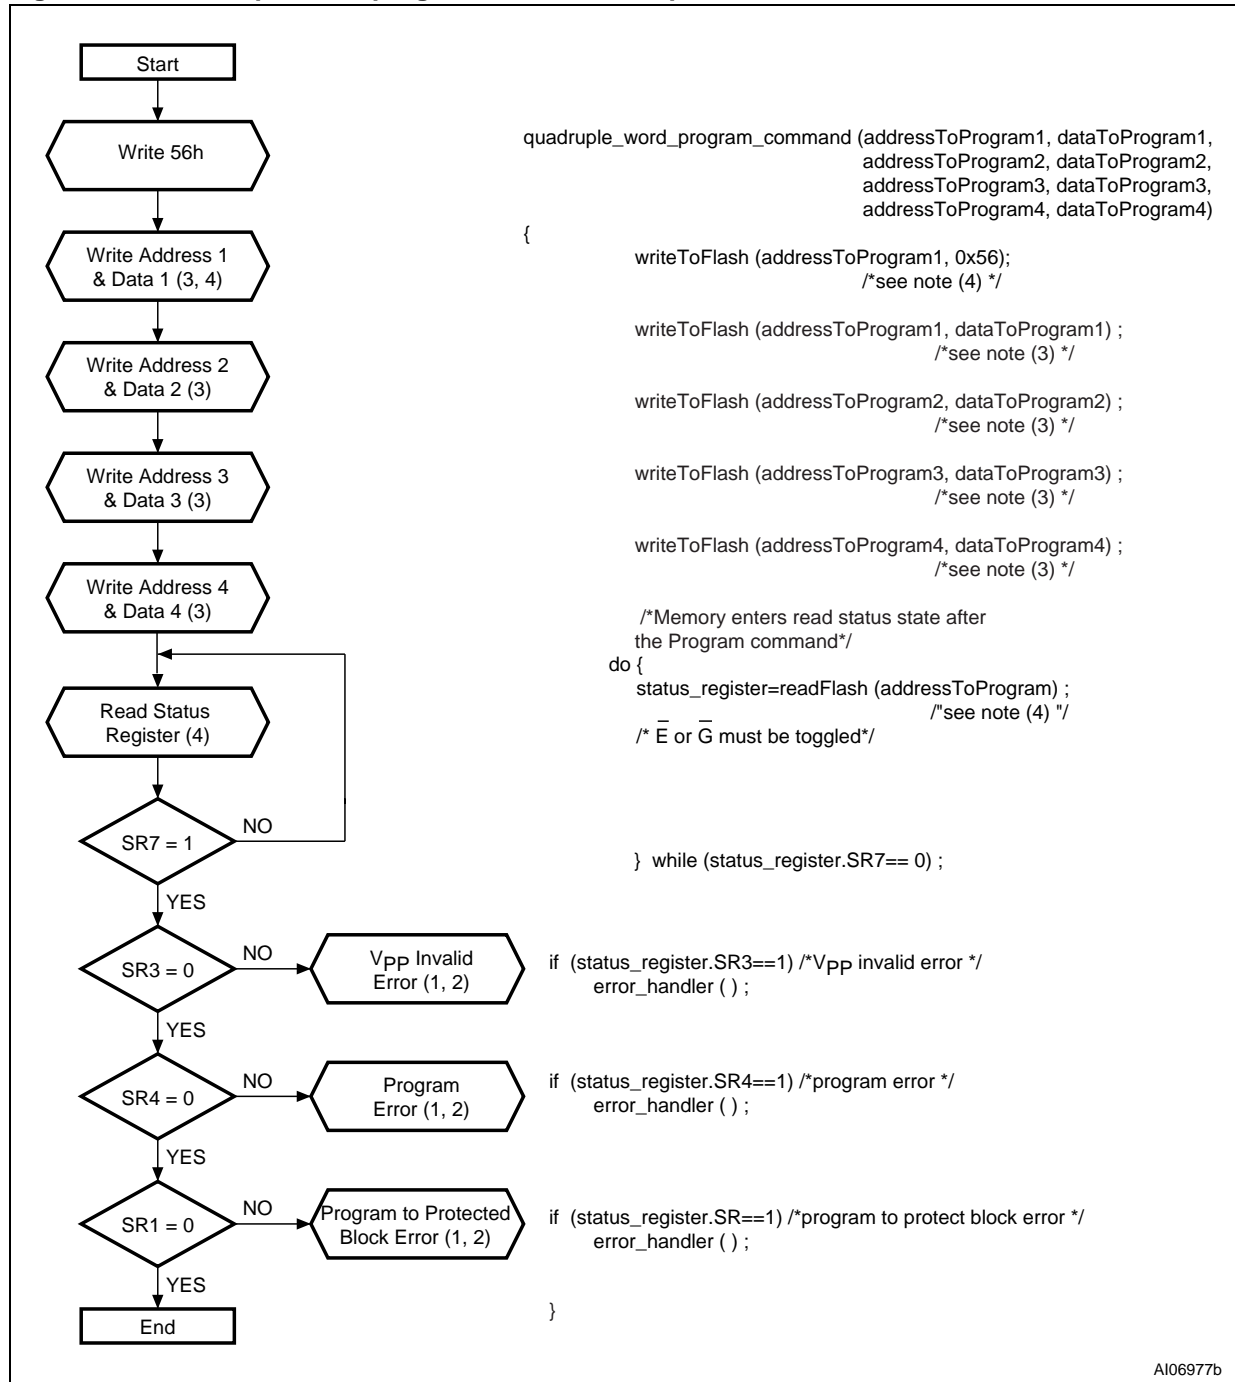 Start
Write 56h
Write Address 1
& Data 1 (3, 4)
Write Address 2
& Data 2 (3)
Write Address 3
& Data 3 (3)
Write Address 4
& Data 4 (3)
Read Status
Register (4)
SR7 = 1
NO
YES
SR3 = 0
NO
VPP Invalid
Error (1, 2)
YES
SR4 = 0
NO
Program
Error (1, 2)
YES
SR1 = 0
NO
Program to Protected
Block Error (1, 2)
YES
End
quadruple_word_program_command (addressToProgram1, dataToProgram1,
addressToProgram2, dataToProgram2,
addressToProgram3, dataToProgram3,
addressToProgram4, dataToProgram4)
{
writeToFlash (addressToProgram1, 0x56);
/*see note (4) */
writeToFlash (addressToProgram1, dataToProgram1) ;
/*see note (3) */
writeToFlash (addressToProgram2, dataToProgram2) ;
/*see note (3) */
writeToFlash (addressToProgram3, dataToProgram3) ;
/*see note (3) */
writeToFlash (addressToProgram4, dataToProgram4) ;
/*see note (3) */
/*Memory enters read status state after
the Program command*/
do {
status_register=readFlash (addressToProgram) ;
/"see note (4) "/
/* E̅ or G̅ must be toggled*/
} while (status_register.SR7== 0) ;
if (status_register.SR3==1) /*VPP invalid error */
error_handler ( ) ;
if (status_register.SR4==1) /*program error */
error_handler ( ) ;
if (status_register.SR==1) /*program to protect block error */
error_handler ( ) ;
}
AI06977b